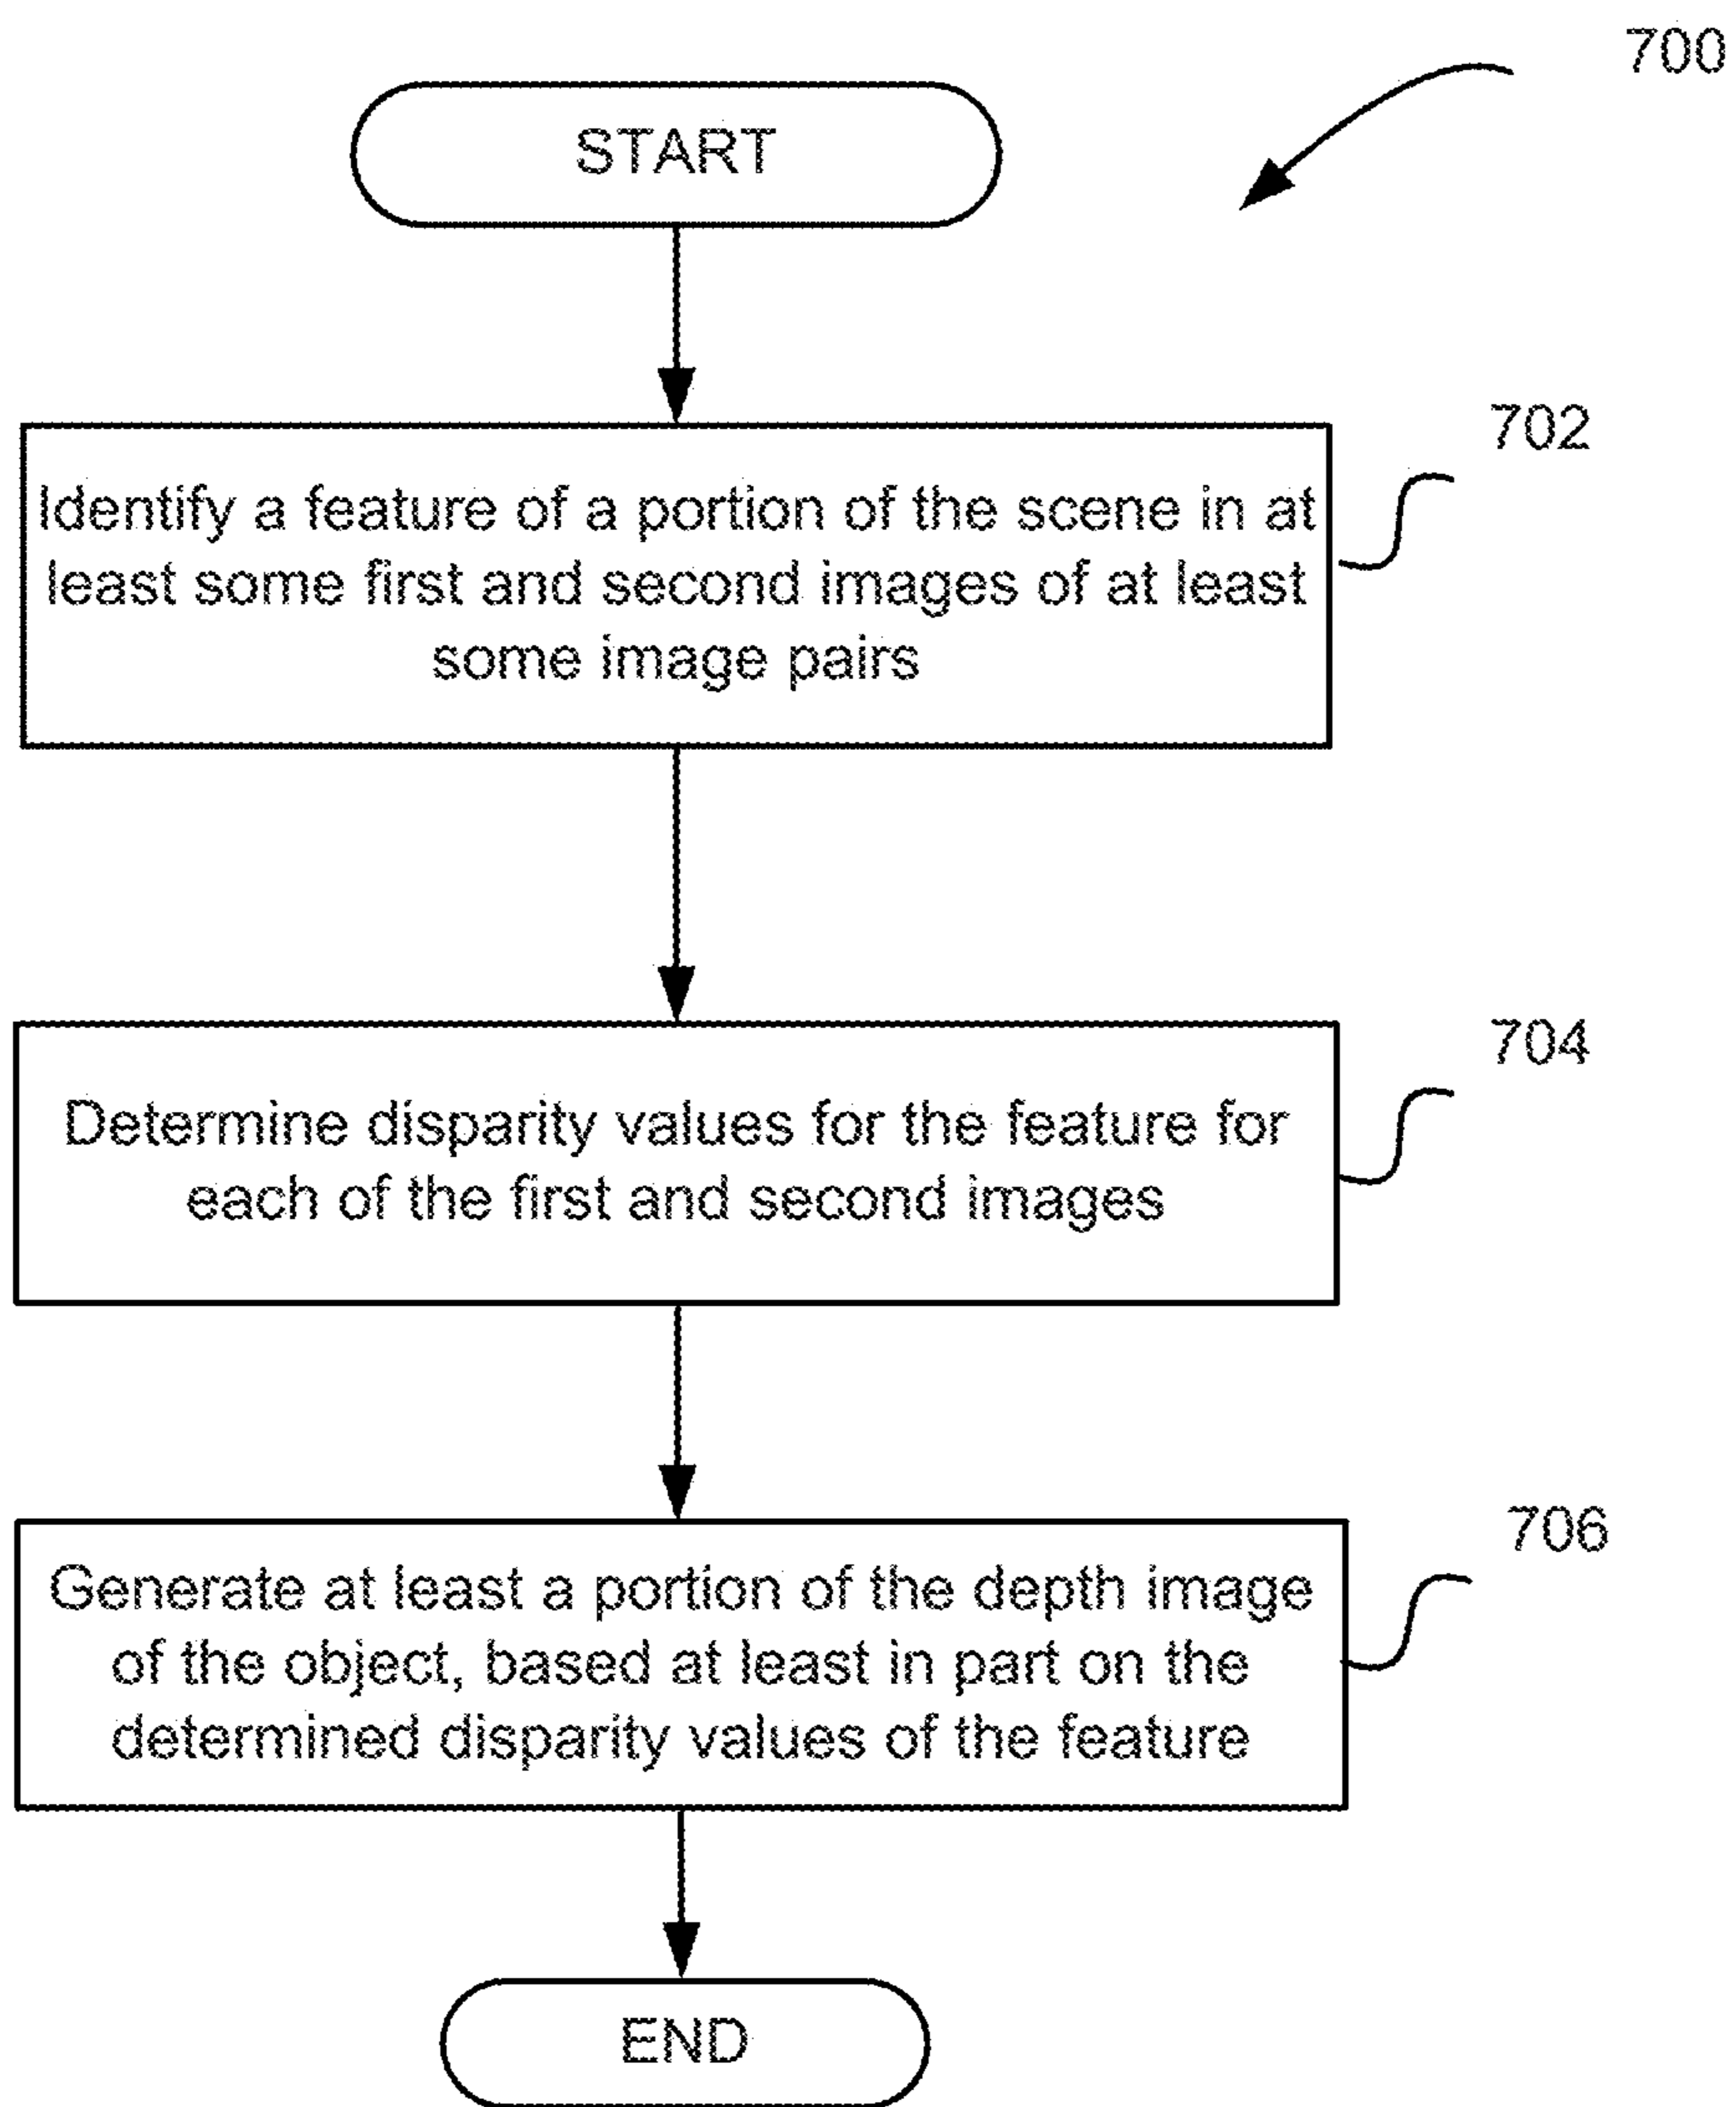 700
START
702
Identify a feature of a portion of the scene in at
least some first and second images of at least
some image pairs
704
Determine disparity values for the feature for
each of the first and second images
706
Generate at least a portion of the depth image
of the object, based at least in part on the
determined disparity values of the feature
END